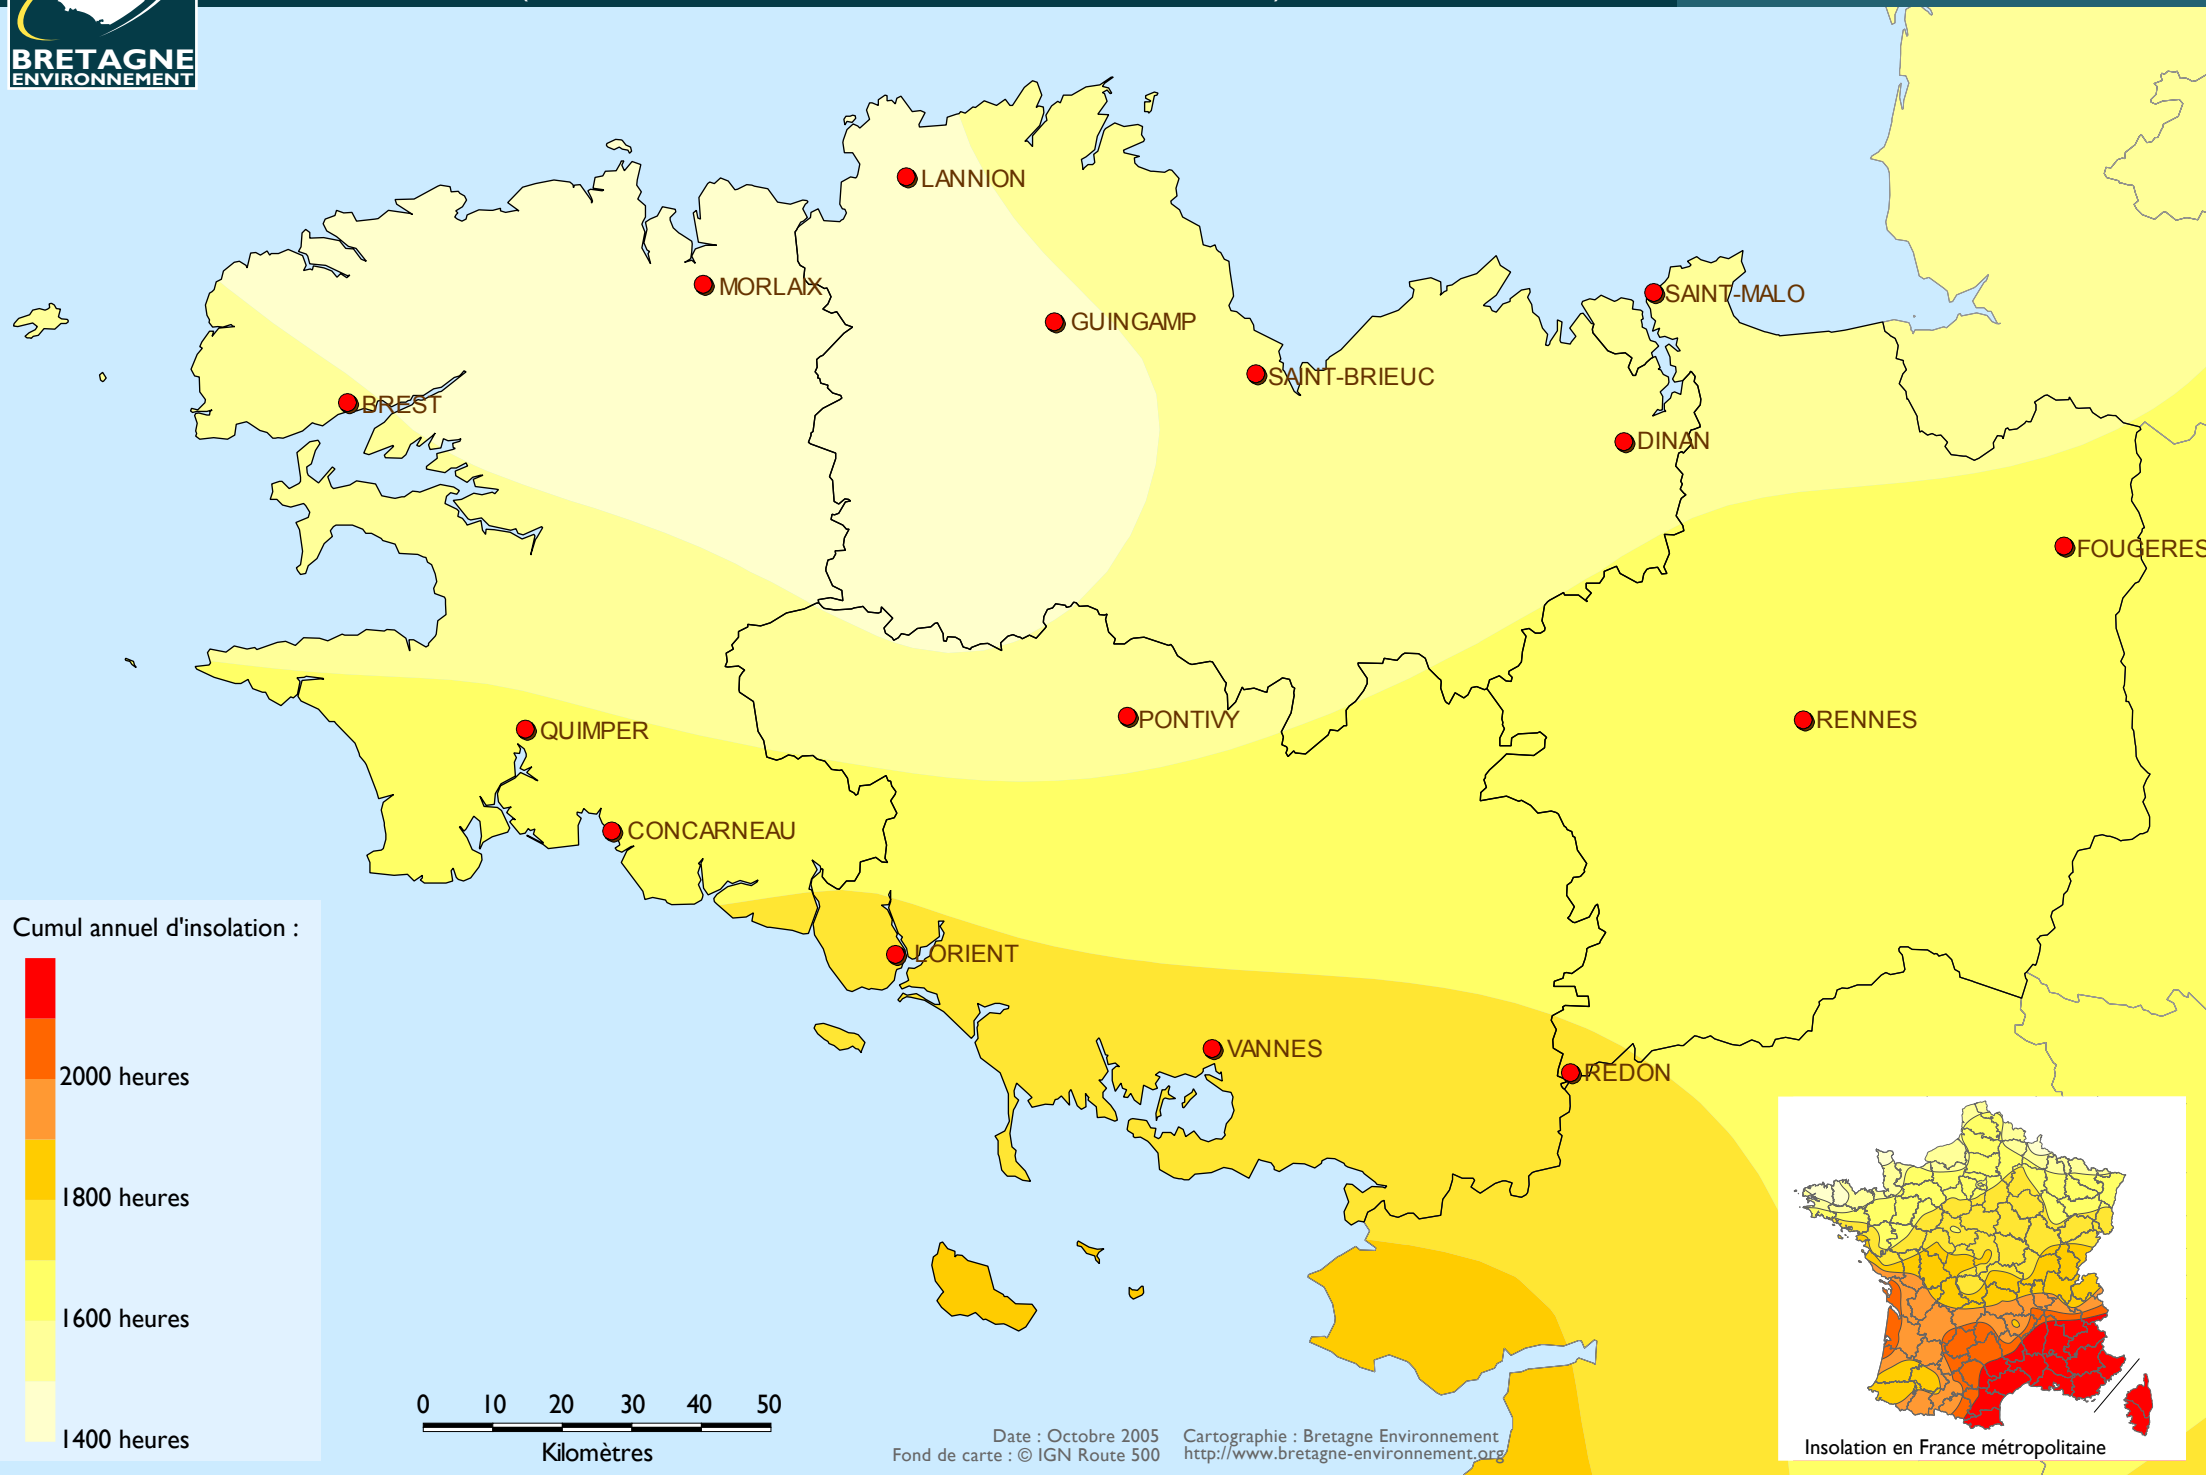 BRETAGNE
ENVIRONNEMENT
LANNION
MORLAIX
GUINGAMP
SAINT-MALO
SAINT-BRIEUC
BREST
DINAN
FOUGERES
PONTIVY
RENNES
QUIMPER
CONCARNEAU
LORIENT
VANNES
REDON
Cumul annuel d'insolation :
2000 heures
1800 heures
1600 heures
1400 heures
0 10 20 30 40 50
Kilomètres
Date : Octobre 2005 Cartographie : Bretagne Environnement
Fond de carte : © IGN Route 500 http://www.bretagne-environnement.org
Insolation en France métropolitaine